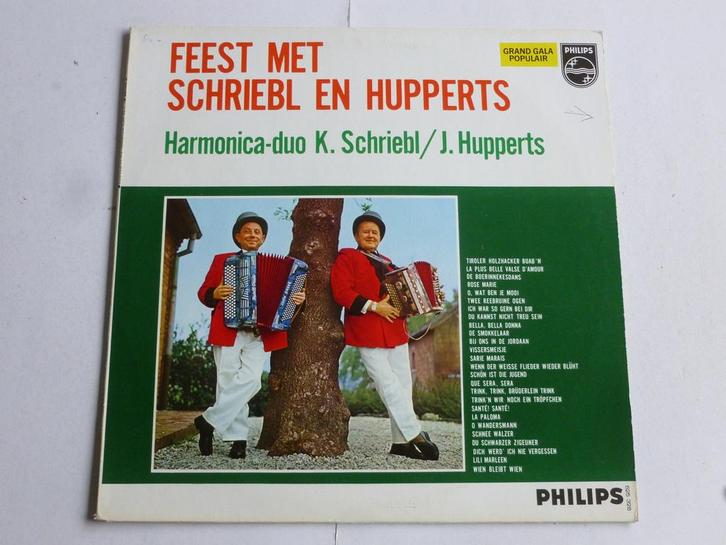 FEEST MET
SCHRIEBL EN HUPPERTS
GRAND GALA
POPULAIR
PHILIPS
Harmonica-duo K. Schriebl/J. Hupperts
TIROLER HOLZHACKER BUAB'N
LA PLUS BELLE VALSE D'AMOUR
DE BOERINNEKESDANS
ROSE MARIE
O, WAT BEN JE MOOI
TWEE REEBRUINE OGEN
ICH WAR SO GERN BEI DIR
DU KANNST NICHT TREU SEIN
BELLA, BELLA DONNA
DE SMOKKELAAR
BIJ ONS IN DE JORDAAN
VISSERSMEISJE
SARIE MARAIS
WENN DER WEISSE FLIEDER WIEDER BLÜHT
SCHÖN IST DIE JUGEND
QUE SERA, SERA
TRINK, TRINK, BRÜDERLEIN TRINK
TRINK'N WIR NOCH EIN TRÖPFCHEN
SANTÉ! SANTÉ!
LA PALOMA
O WANDERSMANN
SCHNEE WALZER
DU SCHWARZER ZIGEUNER
DICH WERD' ICH NIE VERGESSEN
LILI MARLEEN
WIEN BLEIBT WIEN
PHILIPS